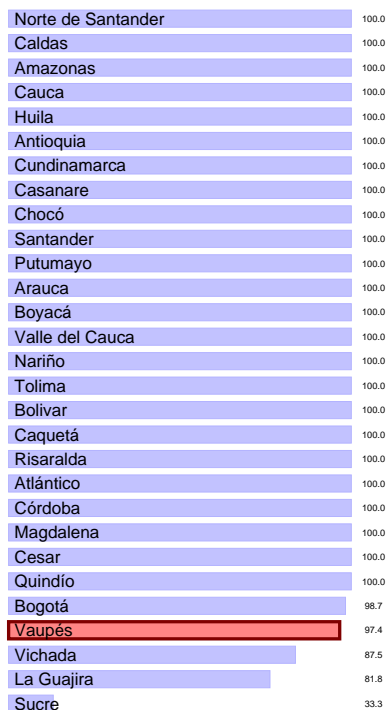 Norte de Santander 100.0
Caldas 100.0
Amazonas 100.0
Cauca 100.0
Huila 100.0
Antioquia 100.0
Cundinamarca 100.0
Casanare 100.0
Chocó 100.0
Santander 100.0
Putumayo 100.0
Arauca 100.0
Boyacá 100.0
Valle del Cauca 100.0
Nariño 100.0
Tolima 100.0
Bolivar 100.0
Caquetá 100.0
Risaralda 100.0
Atlántico 100.0
Córdoba 100.0
Magdalena 100.0
Cesar 100.0
Quindío 100.0
Bogotá 98.7
Vaupés 97.4
Vichada 87.5
La Guajira 81.8
Sucre 33.3